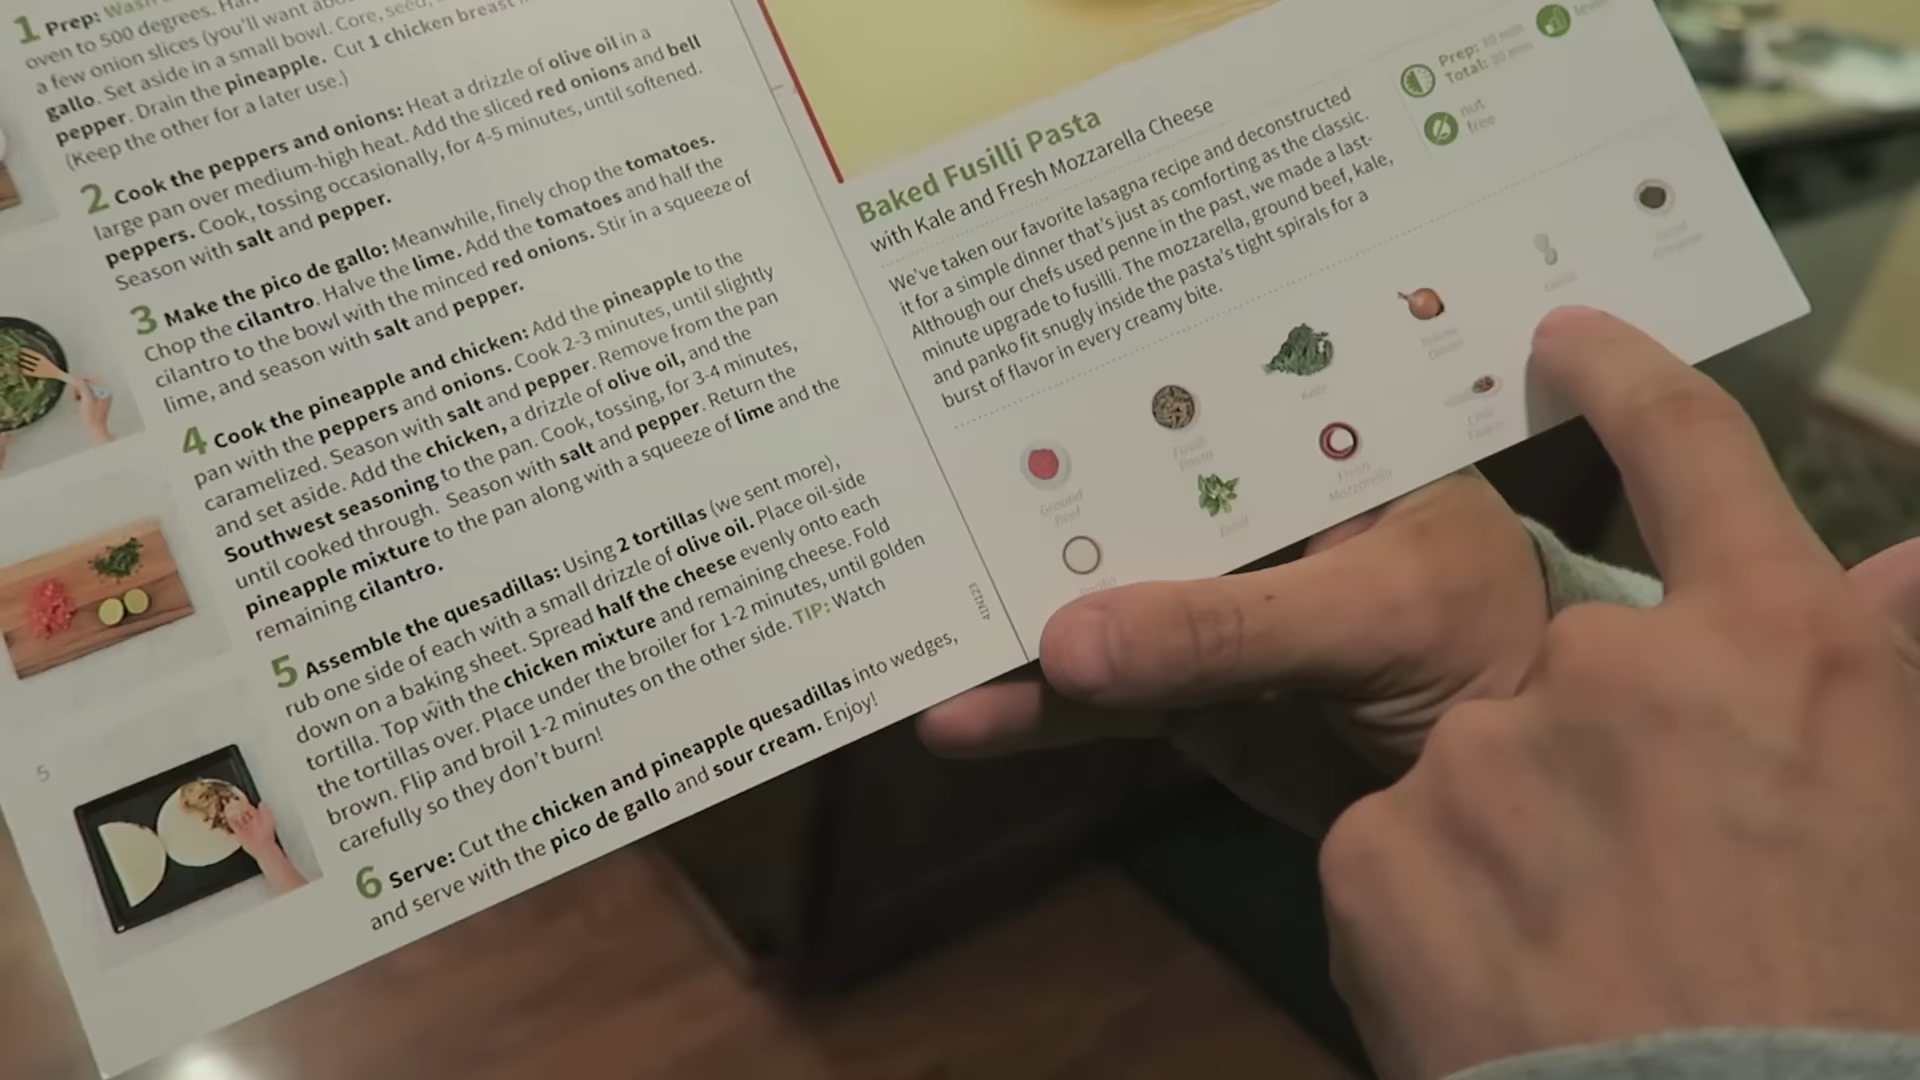 1 Prep: Wash
oven to 500 degrees.
a few onion slices (you'll want
gallo. Set aside in a small bowl. Core, seed,
pepper. Drain the pineapple. Cut 1 chicken breast
(Keep the other for a later use.)
2 Cook the peppers and onions: Heat a drizzle of olive oil in a
large pan over medium-high heat. Add the sliced red onions and bell
peppers. Cook, tossing occasionally, for 4-5 minutes, until softened.
Season with salt and pepper.
3 Make the pico de gallo: Meanwhile, finely chop the tomatoes.
Chop the cilantro. Halve the lime. Add the tomatoes and half the
cilantro to the bowl with the minced red onions. Stir in a squeeze of
lime, and season with salt and pepper.
4 Cook the pineapple and chicken: Add the pineapple to the
pan with the peppers and onions. Cook 2-3 minutes, until slightly
caramelized. Season with salt and pepper. Remove from the pan
and set aside. Add the chicken, a drizzle of olive oil, and the
Southwest seasoning to the pan. Cook, tossing, for 3-4 minutes,
until cooked through. Season with salt and pepper. Return the
pineapple mixture to the pan along with a squeeze of lime and the
remaining cilantro.
5 Assemble the quesadillas: Using 2 tortillas (we sent more),
rub one side of each with a small drizzle of olive oil. Place oil-side
down on a baking sheet. Spread half the cheese evenly onto each
tortilla. Top with the chicken mixture and remaining cheese. Fold
the tortillas over. Place under the broiler for 1-2 minutes, until golden
brown. Flip and broil 1-2 minutes on the other side. TIP: Watch
carefully so they don't burn!
6 Serve: Cut the chicken and pineapple quesadillas into wedges,
and serve with the pico de gallo and sour cream. Enjoy!
5
Baked Fusilli Pasta
with Kale and Fresh Mozzarella Cheese
We've taken our favorite lasagna recipe and deconstructed
it for a simple dinner that's just as comforting as the classic.
Although our chefs used penne in the past, we made a last-
minute upgrade to fusilli. The mozzarella, ground beef, kale,
and panko fit snugly inside the pasta's tight spirals for a
burst of flavor in every creamy bite.
Prep: 10 min
Total: 30 min
level
nut
free
Ground
Beef
Fusilli
Pasta
Kale
Yellow
Onion
Basil
Fresh
Mozzarella
Chili
Flakes
Panko